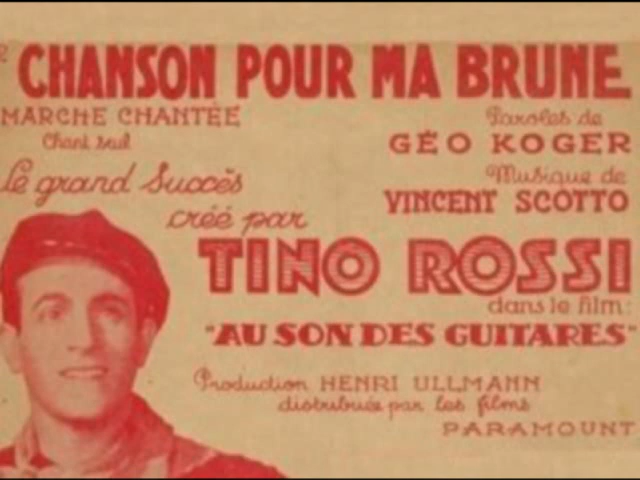 CHANSON POUR MA BRUNE
MARCHE CHANTÉE
Chant seul
Paroles de
GÉO KOGER
Musique de
VINCENT SCOTTO
Le grand Succès
créé par
TINO ROSSI
dans le film:
"AU SON DES GUITARES"
Production HENRI ULLMANN
distribuée par les films
PARAMOUNT